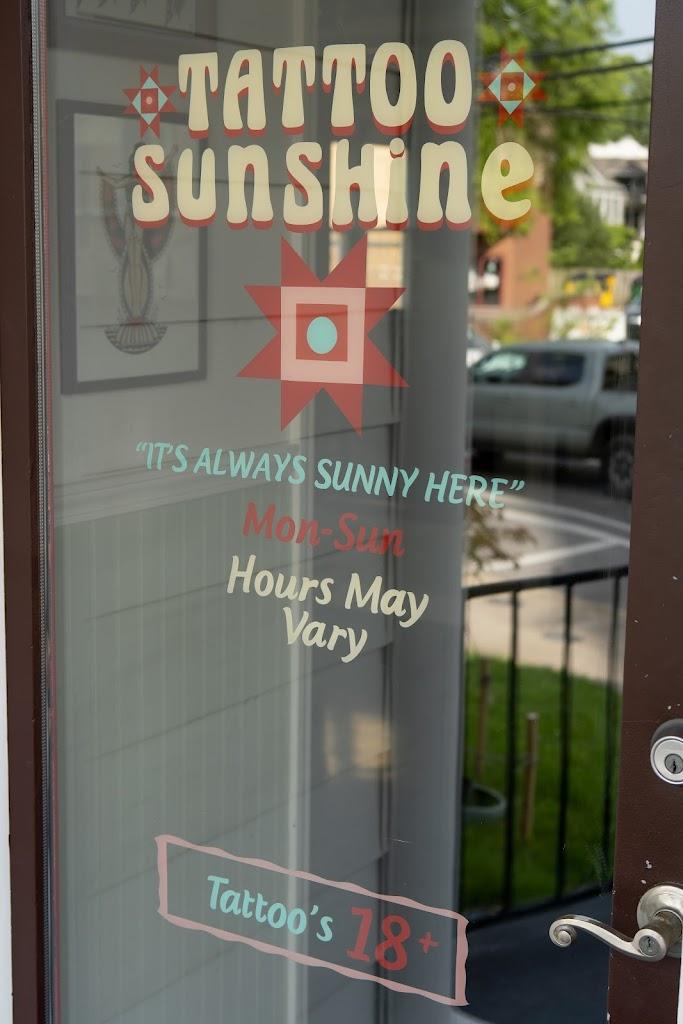 TATTOO
SUNSHiNe
“IT'S ALWAYS SUNNY HERE”
Mon-Sun
Hours May
Vary
Tattoo's 18+